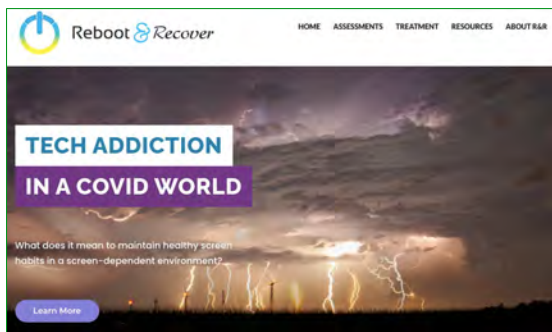 Reboot & Recover
HOME ASSESSMENTS TREATMENT RESOURCES ABOUT R&R
TECH ADDICTION
IN A COVID WORLD
What does it mean to maintain healthy screen
habits in a screen-dependent environment?
Learn More